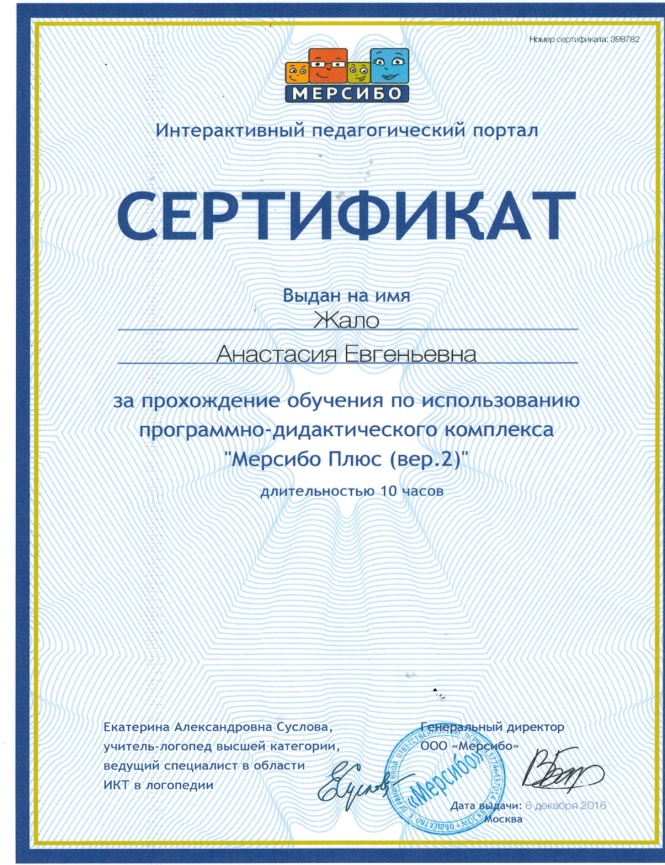 Номер сертификата: 398782
МЕРСИБО
Интерактивный педагогический портал
СЕРТИФИКАТ
Выдан на имя
Жало
Анастасия Евгеньевна
за прохождение обучения по использованию
программно-дидактического комплекса
"Мерсибо Плюс (вер.2)"
длительностью 10 часов
Екатерина Александровна Суслова,
учитель-логопед высшей категории,
ведущий специалист в области
ИКТ в логопедии
Генеральный директор
ООО «Мерсибо»
«Мерсибо»
Дата выдачи: 6 декабря 2016
Москва